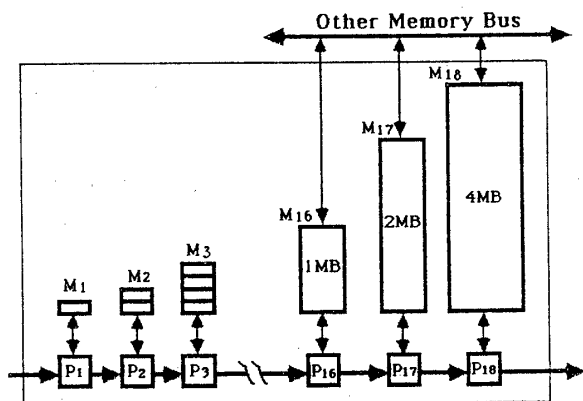 Other Memory Bus
M18
M17
M16
4MB
2MB
1MB
M3
M2
M1
P1 P2 P3 P16 P17 P18